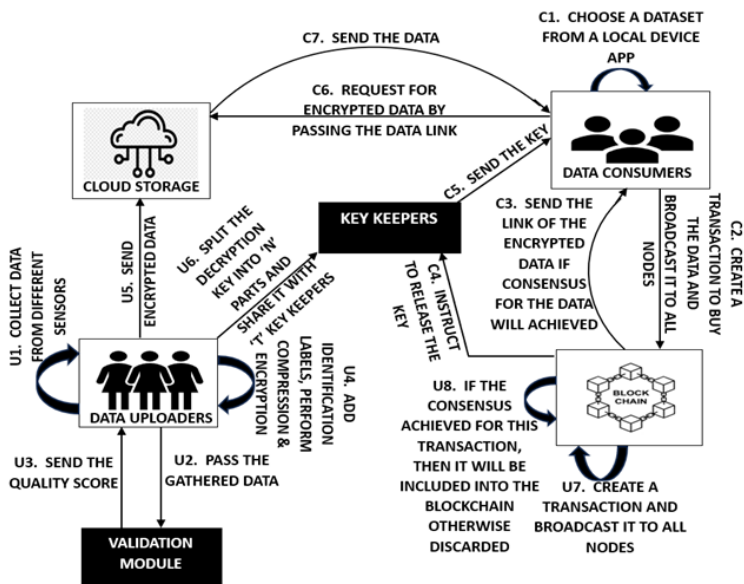 C7. SEND THE DATA
C1. CHOOSE A DATASET
FROM A LOCAL DEVICE
APP
C6. REQUEST FOR
ENCRYPTED DATA BY
PASSING THE DATA LINK
CLOUD STORAGE
DATA CONSUMERS
C5. SEND THE KEY
KEY KEEPERS
C3. SEND THE
LINK OF THE
ENCRYPTED
DATA IF
CONSENSUS
FOR THE DATA
WILL ACHIEVED
C2. CREATE A
TRANSACTION TO BUY
THE DATA AND
BROADCAST IT TO ALL
NODES
U5. SEND
ENCRYPTED DATA
U6. SPLIT THE
DECRYPTION
KEY INTO ‘N’
PARTS AND
SHARE IT WITH
‘T’ KEY KEEPERS
C4. INSTRUCT
TO RELEASE THE
KEY
U1. COLLECT DATA
FROM DIFFERENT
SENSORS
DATA UPLOADERS
U4. ADD
IDENTIFICATION
LABELS, PERFORM
COMPRESSION &
ENCRYPTION
BLOCK
CHAIN
U8. IF THE
CONSENSUS
ACHIEVED FOR THIS
TRANSACTION,
THEN IT WILL BE
INCLUDED INTO THE
BLOCKCHAIN
OTHERWISE
DISCARDED
U7. CREATE A
TRANSACTION AND
BROADCAST IT TO ALL
NODES
U3. SEND THE
QUALITY SCORE
U2. PASS THE
GATHERED DATA
VALIDATION
MODULE